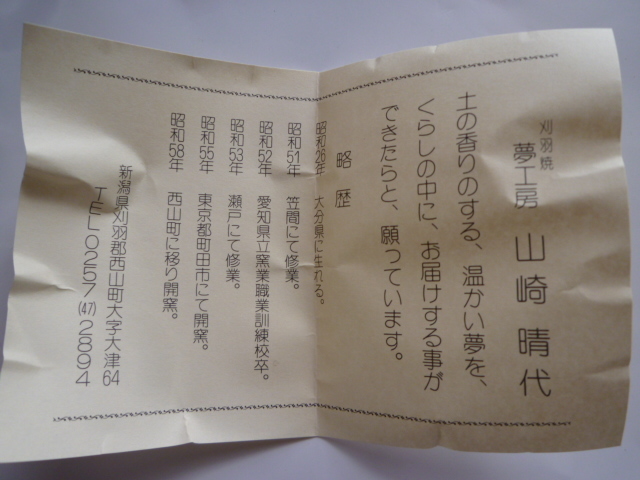 刈羽焼
夢工房 山崎 晴代
土の香りのする、温かい夢を、
くらしの中に、お届けする事が
できたらと、願っています。
略歴
昭和26年 大分県に生れる。
昭和51年 笠間にて修業。
昭和52年 愛知県立窯業職業訓練校卒。
昭和53年 瀬戸にて修業。
昭和55年 東京都町田市にて開窯。
昭和58年 西山町に移り開窯。
新潟県刈羽郡西山町大字大津64
TEL0257(47)2894